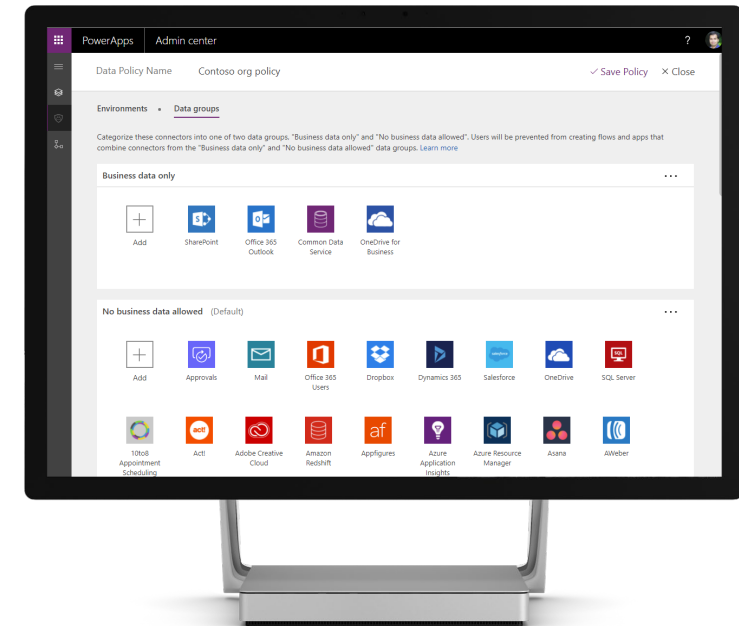 PowerApps Admin center ?
Data Policy Name Contoso org policy ✓ Save Policy × Close
Environments • Data groups
Categorize these connectors into one of two data groups. "Business data only" and "No business data allowed". Users will be prevented from creating flows and apps that
combine connectors from the "Business data only" and "No business data allowed" data groups. Learn more
Business data only ...
Add
SharePoint
Office 365
Outlook
Common Data
Service
OneDrive for
Business
No business data allowed (Default) ...
Add
Approvals
Mail
Office 365
Users
Dropbox
Dynamics 365
salesforce
Salesforce
OneDrive
SQL
SQL Server
10to8
Appointment
Scheduling
act!
Act!
Adobe Creative
Cloud
Amazon
Redshift
af
Appfigures
Azure
Application
Insights
Azure Resource
Manager
Asana
AWeber